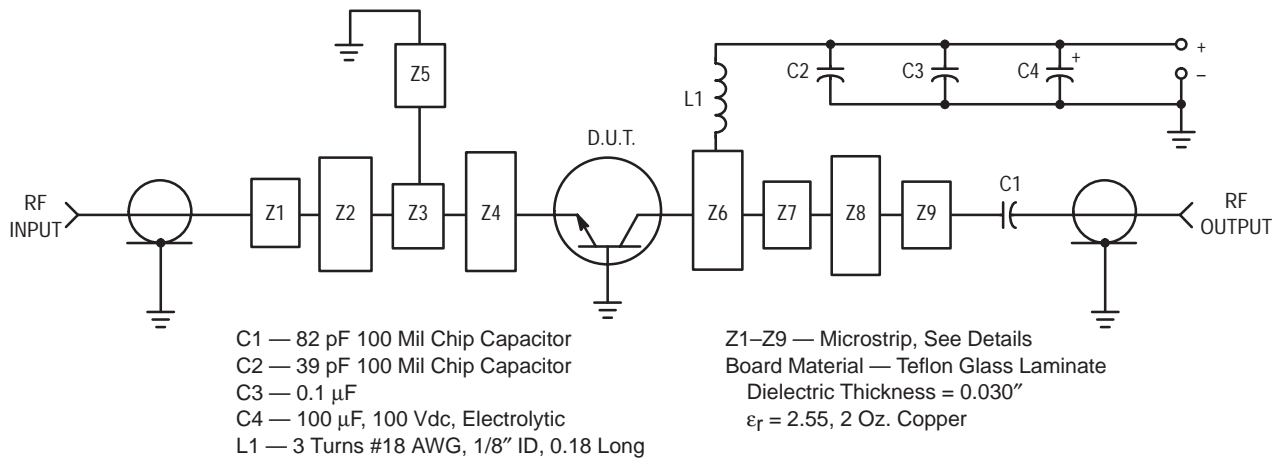 Z5
C2
C3
C4
+
+
–
L1
D.U.T.
RF
INPUT
Z1
Z2
Z3
Z4
Z6
Z7
Z8
Z9
C1
RF
OUTPUT
C1 — 82 pF 100 Mil Chip Capacitor
C2 — 39 pF 100 Mil Chip Capacitor
C3 — 0.1 μF
C4 — 100 μF, 100 Vdc, Electrolytic
L1 — 3 Turns #18 AWG, 1/8″ ID, 0.18 Long
Z1–Z9 — Microstrip, See Details
Board Material — Teflon Glass Laminate
Dielectric Thickness = 0.030″
εr = 2.55, 2 Oz. Copper